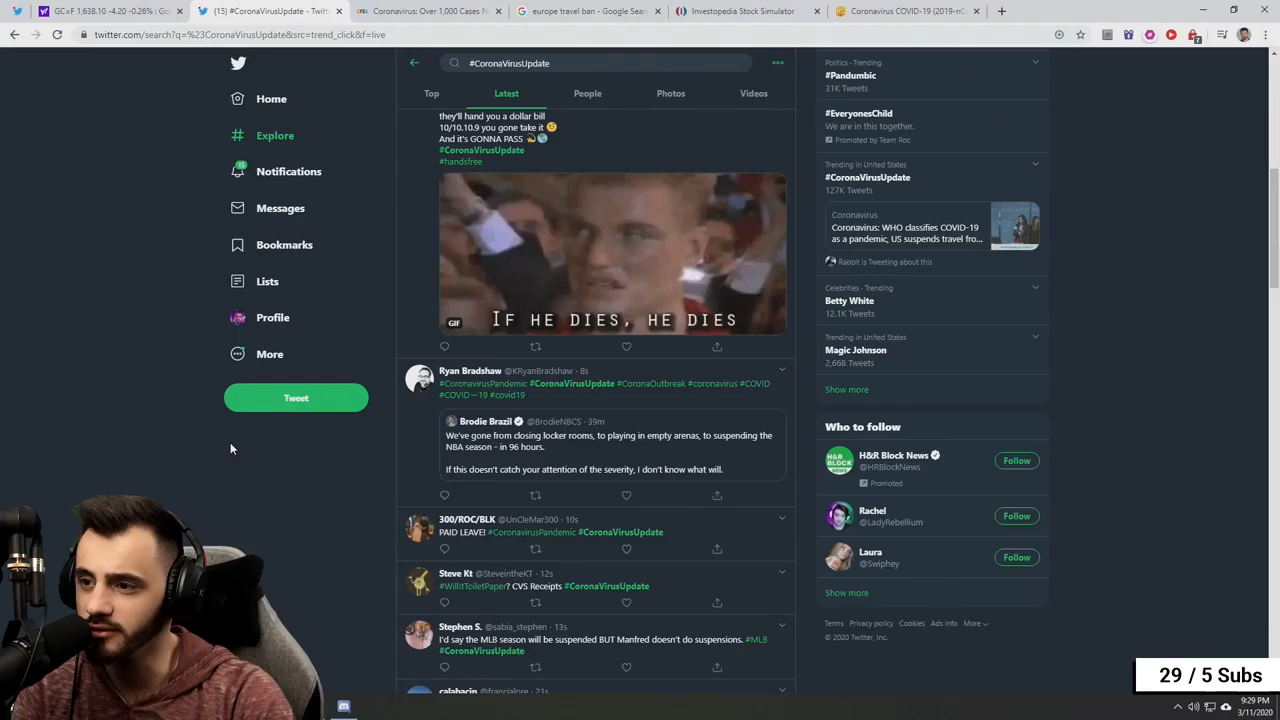 GC=F 1,637.10 -4.20 -0.26%
(15) #CoronaVirusUpdate - Twitt
Coronavirus: Over 1,000 Cases N
europe travel ban - Google Sear
Investopedia Stock Simulator
Coronavirus COVID-19 (2019-nC
twitter.com/search?q=%23CoronaVirusUpdate&src=trend_click&f=live
Home
Explore
15
Notifications
Messages
Bookmarks
Lists
Profile
More
Tweet
#CoronaVirusUpdate
Top
Latest
People
Photos
Videos
they'll hand you a dollar bill
10/10.10.9 you gone take it 🤨
And it's GONNA PASS
#CoronaVirusUpdate
#handsfree
IF HE DIES, HE DIES
GIF
Ryan Bradshaw @KRyanBradshaw · 8s
#CoronavirusPandemic #CoronaVirusUpdate #CoronaOutbreak #coronavirus #COVID
#COVID—19 #covid19
Brodie Brazil @BrodieNBCS · 39m
We've gone from closing locker rooms, to playing in empty arenas, to suspending the
NBA season - in 96 hours.
If this doesn't catch your attention of the severity, I don't know what will.
300/ROC/BLK @UnCleMar300 · 10s
PAID LEAVE! #CoronavirusPandemic #CoronaVirusUpdate
Steve Kt @SteveintheKT · 12s
#WillItToiletPaper? CVS Receipts #CoronaVirusUpdate
Stephen S. @sabia_stephen · 13s
I'd say the MLB season will be suspended BUT Manfred doesn't do suspensions. #MLB
#CoronaVirusUpdate
calabacin @francialore · 21s
Politics · Trending
#Pandumbic
31K Tweets
#EveryonesChild
We are in this together.
Promoted by Team Roc
Trending in United States
#CoronaVirusUpdate
127K Tweets
Coronavirus
Coronavirus: WHO classifies COVID-19
as a pandemic, US suspends travel fro...
Rabbit is Tweeting about this
Celebrities · Trending
Betty White
12.1K Tweets
Trending in United States
Magic Johnson
2,668 Tweets
Show more
Who to follow
H&R BLOCK NEWS
H&R Block News
@HRBlockNews
Promoted
Follow
Rachel
@LadyRebellium
Follow
Laura
@Swiphey
Follow
Show more
Terms Privacy policy Cookies Ad info More
© 2020 Twitter, Inc.
29 / 5 Subs
9:29 PM
3/11/2020